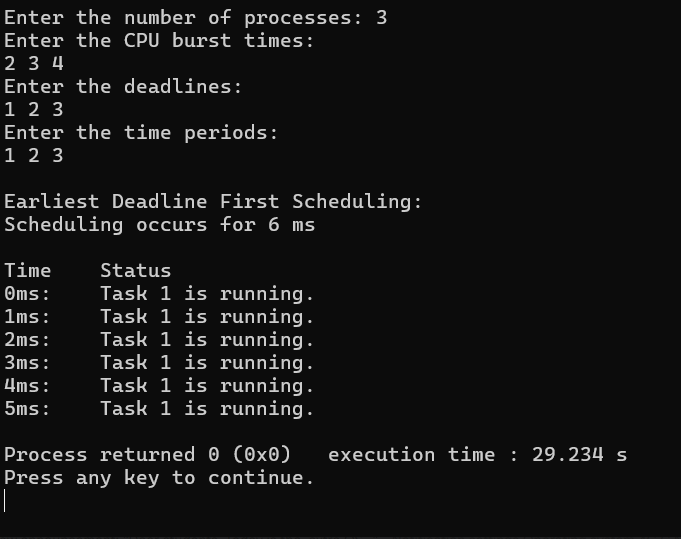 Enter the number of processes: 3
Enter the CPU burst times:
2 3 4
Enter the deadlines:
1 2 3
Enter the time periods:
1 2 3
Earliest Deadline First Scheduling:
Scheduling occurs for 6 ms
Time    Status
0ms:    Task 1 is running.
1ms:    Task 1 is running.
2ms:    Task 1 is running.
3ms:    Task 1 is running.
4ms:    Task 1 is running.
5ms:    Task 1 is running.
Process returned 0 (0x0)   execution time : 29.234 s
Press any key to continue.